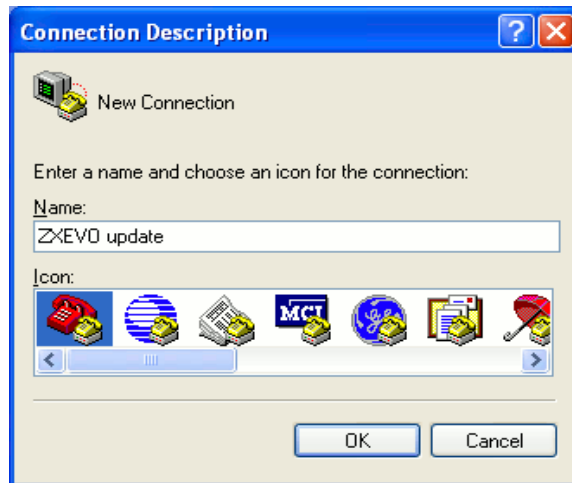 Connection Description
New Connection
Enter a name and choose an icon for the connection:
Name:
ZXEVO update
Icon:
MCI
OK
Cancel